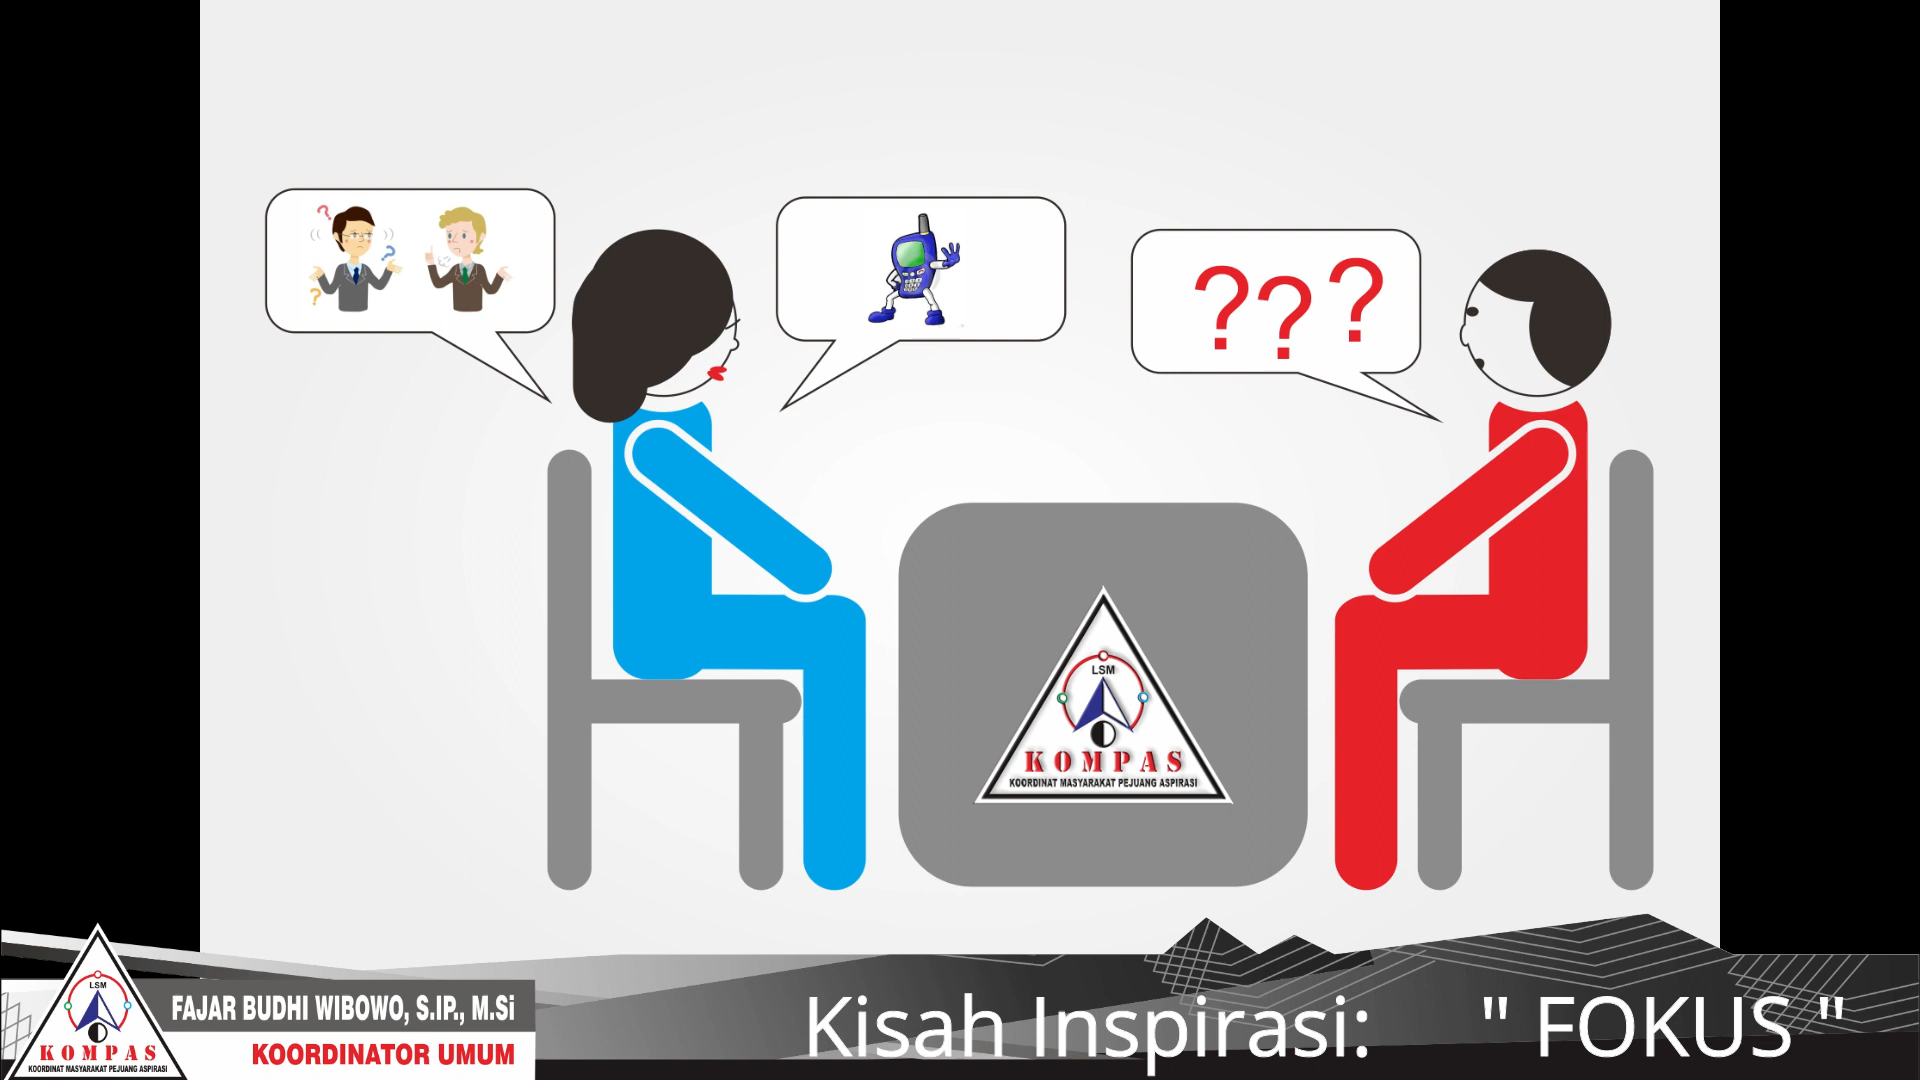 ? ? ?
???
LSM
KOMPAS
KOORDINAT MASYARAKAT PEJUANG ASPIRASI
LSM
KOMPAS
KOORDINAT MASYARAKAT PEJUANG ASPIRASI
FAJAR BUDHI WIBOWO, S.IP., M.Si
KOORDINATOR UMUM
Kisah Inspirasi: " FOKUS "